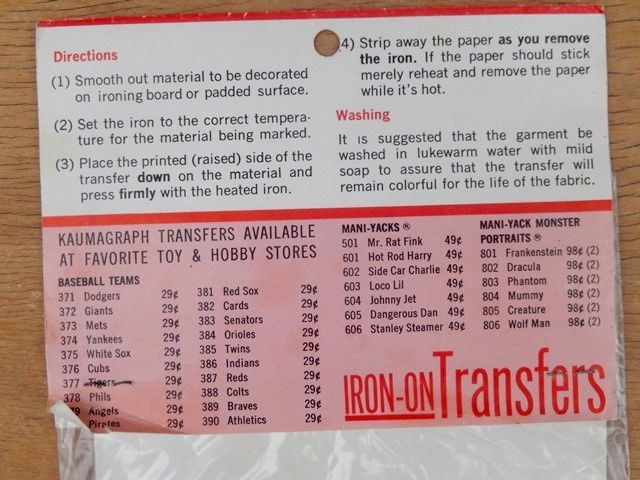 Directions
(1) Smooth out material to be decorated
on ironing board or padded surface.
(2) Set the iron to the correct tempera-
ture for the material being marked.
(3) Place the printed (raised) side of the
transfer down on the material and
press firmly with the heated iron.
4) Strip away the paper as you remove
the iron. If the paper should stick
merely reheat and remove the paper
while it's hot.
Washing
It is suggested that the garment be
washed in lukewarm water with mild
soap to assure that the transfer will
remain colorful for the life of the fabric.
KAUMAGRAPH TRANSFERS AVAILABLE
AT FAVORITE TOY & HOBBY STORES
BASEBALL TEAMS
371 Dodgers 29¢
372 Giants 29¢
373 Mets 29¢
374 Yankees 29¢
375 White Sox 29¢
376 Cubs 29¢
377 Tigers 29¢
378 Phils 29¢
79 Angels 29¢
Pirates 29¢
381 Red Sox 29¢
382 Cards 29¢
383 Senators 29¢
384 Orioles 29¢
385 Twins 29¢
386 Indians 29¢
387 Reds 29¢
388 Colts 29¢
389 Braves 29¢
390 Athletics 29¢
MANI-YACKS ®
501 Mr. Rat Fink 49¢
601 Hot Rod Harry 49¢
602 Side Car Charlie 49¢
603 Loco Lil 49¢
604 Johnny Jet 49¢
605 Dangerous Dan 49¢
606 Stanley Steamer 49¢
MANI-YACK MONSTER
PORTRAITS ®
801 Frankenstein 98¢ (2)
802 Dracula 98¢ (2)
803 Phantom 98¢ (2)
804 Mummy 98¢ (2)
805 Creature 98¢ (2)
806 Wolf Man 98¢ (2)
IRON-ON Transfers